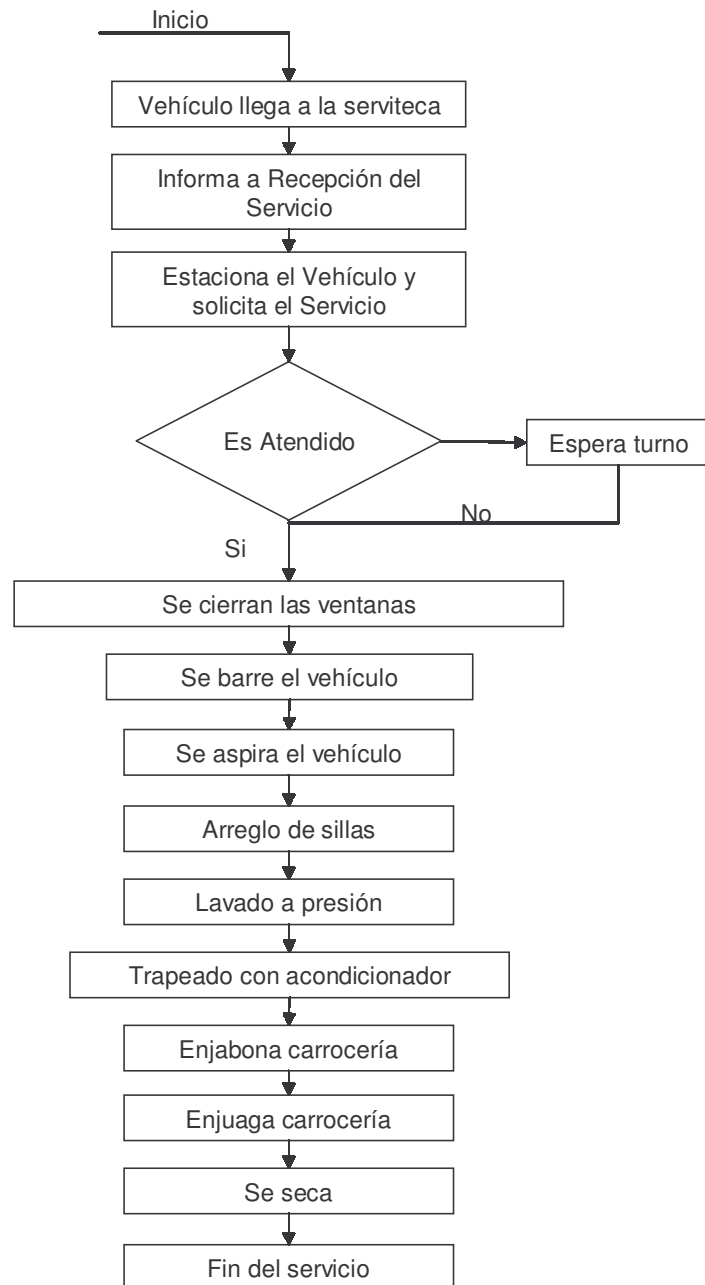 Inicio
Vehículo llega a la serviteca
Informa a Recepción del
Servicio
Estaciona el Vehículo y
solicita el Servicio
Es Atendido
Espera turno
No
Si
Se cierran las ventanas
Se barre el vehículo
Se aspira el vehículo
Arreglo de sillas
Lavado a presión
Trapeado con acondicionador
Enjabona carrocería
Enjuaga carrocería
Se seca
Fin del servicio